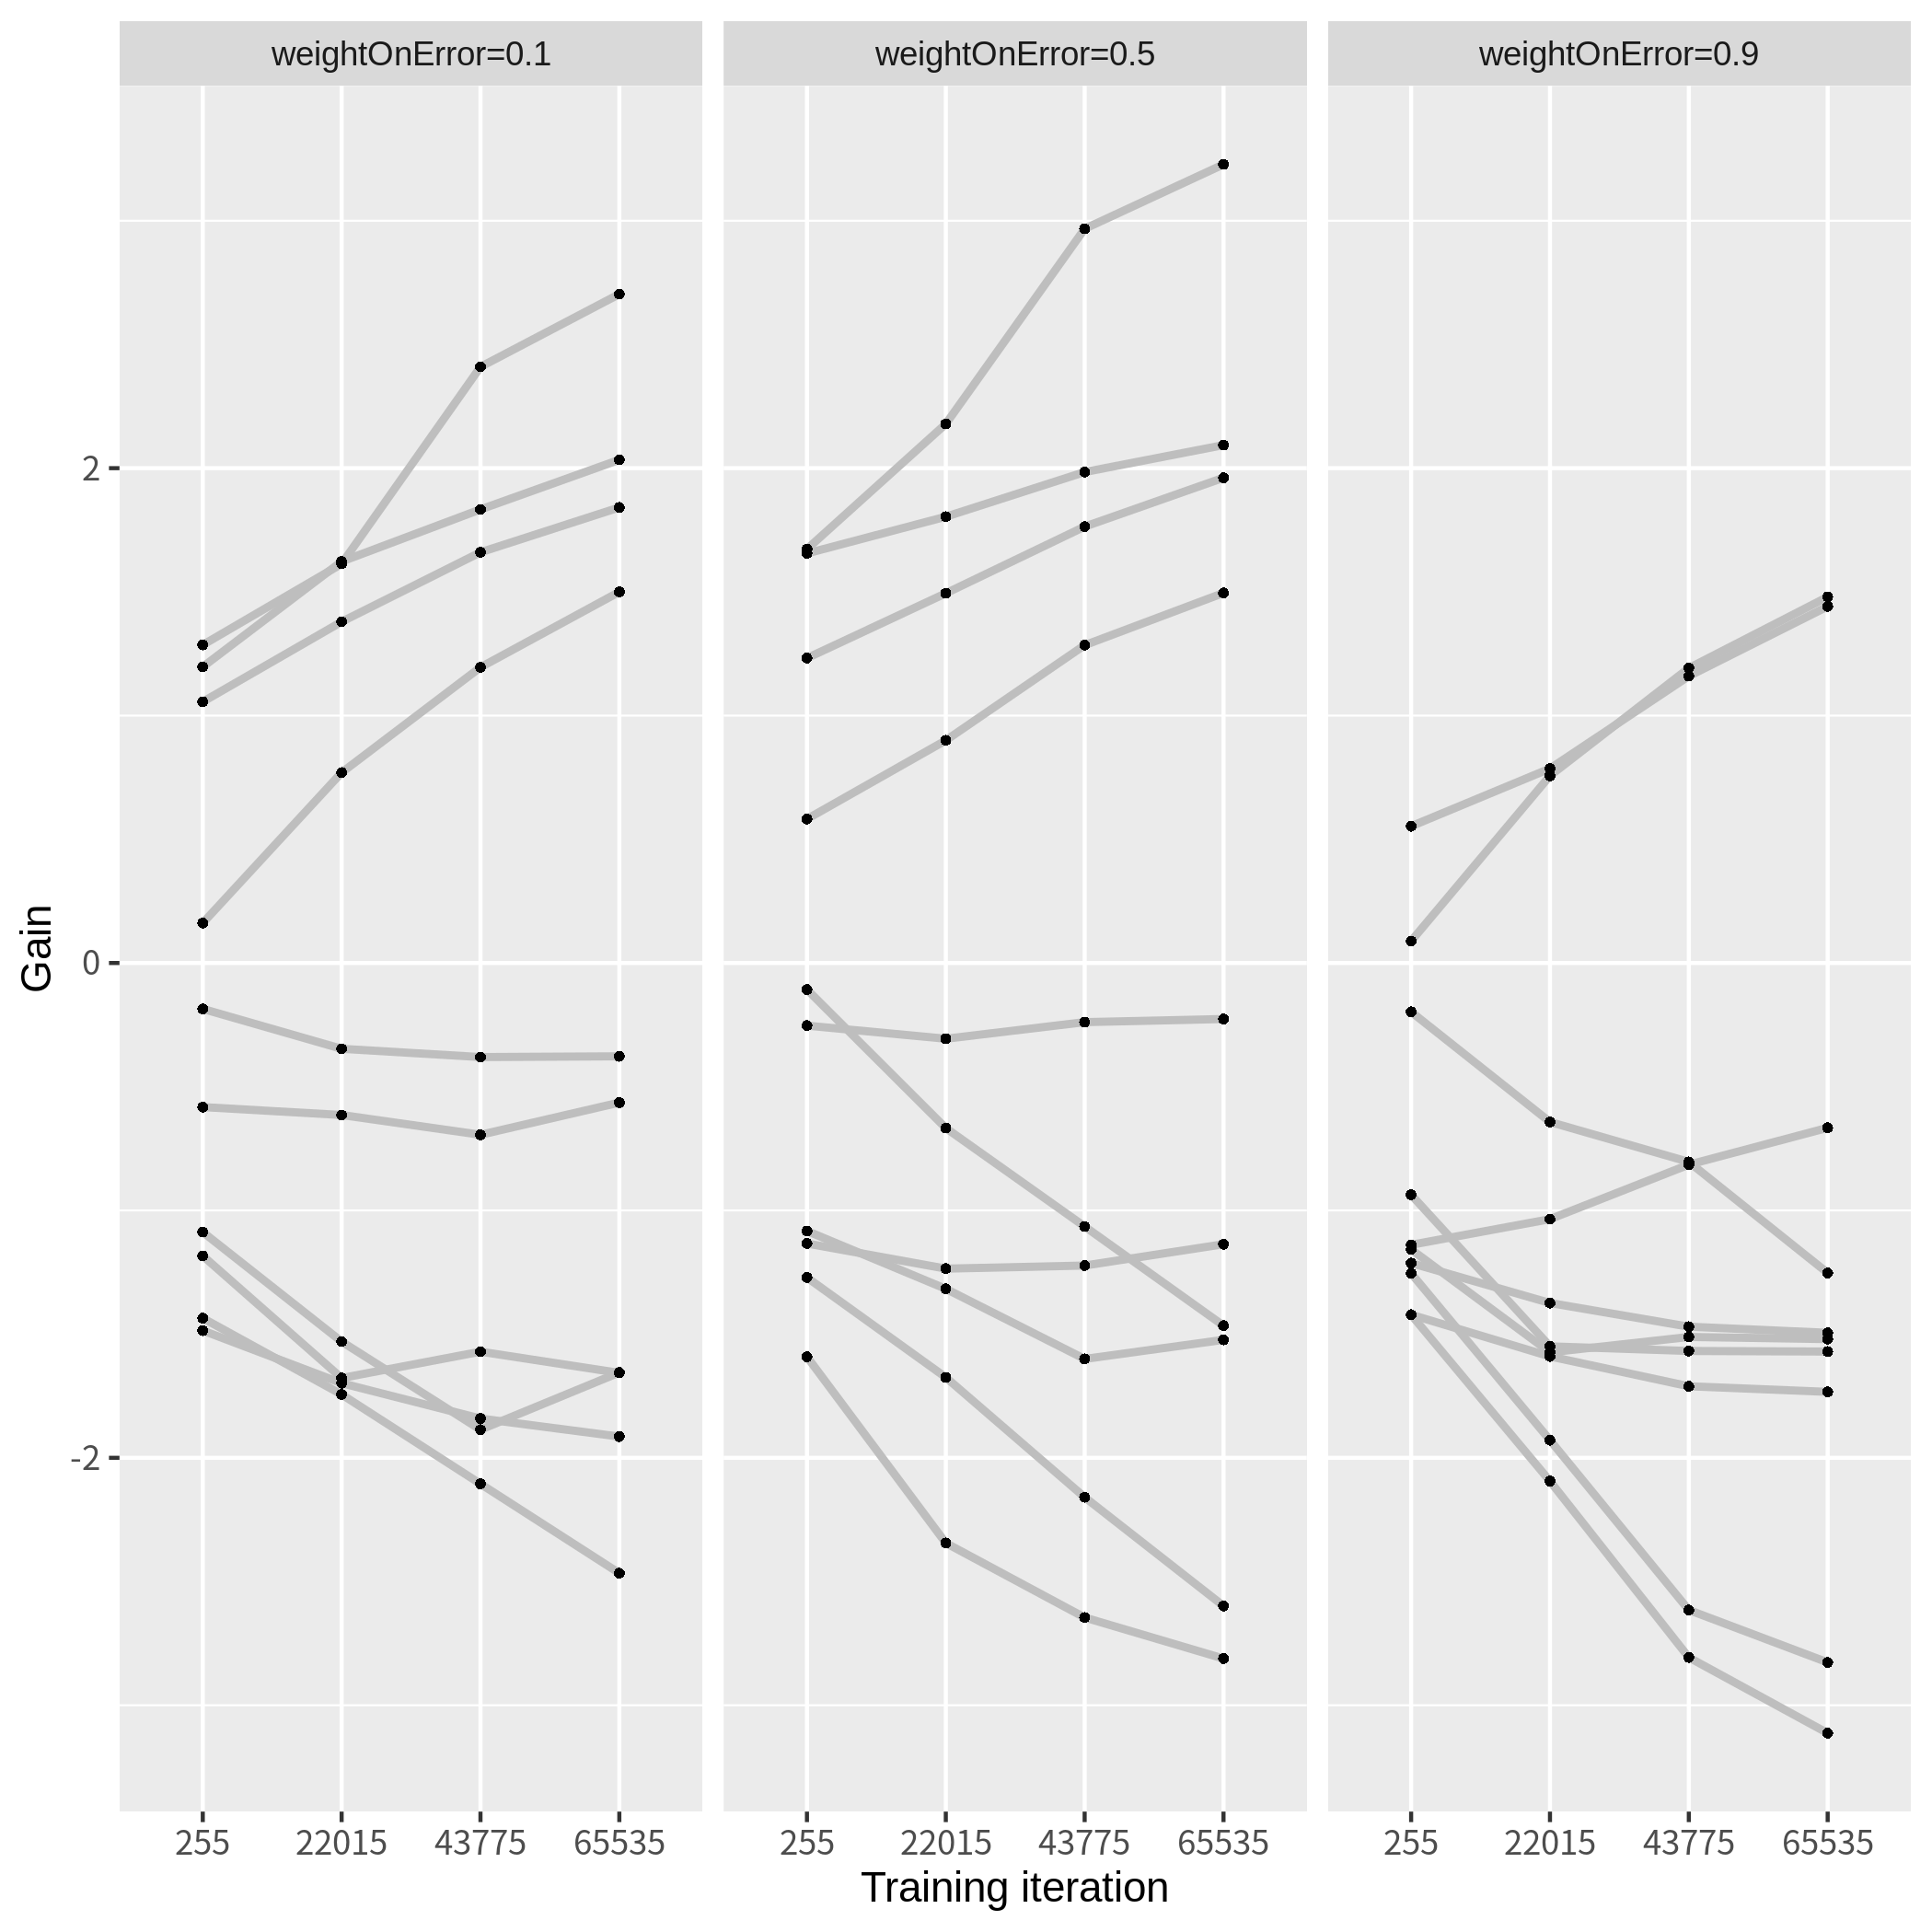 weightOnError=0.1 weightOnError=0.5 weightOnError=0.9
Gain
2
0
-2
255 22015 43775 65535 255 22015 43775 65535 255 22015 43775 65535
Training iteration